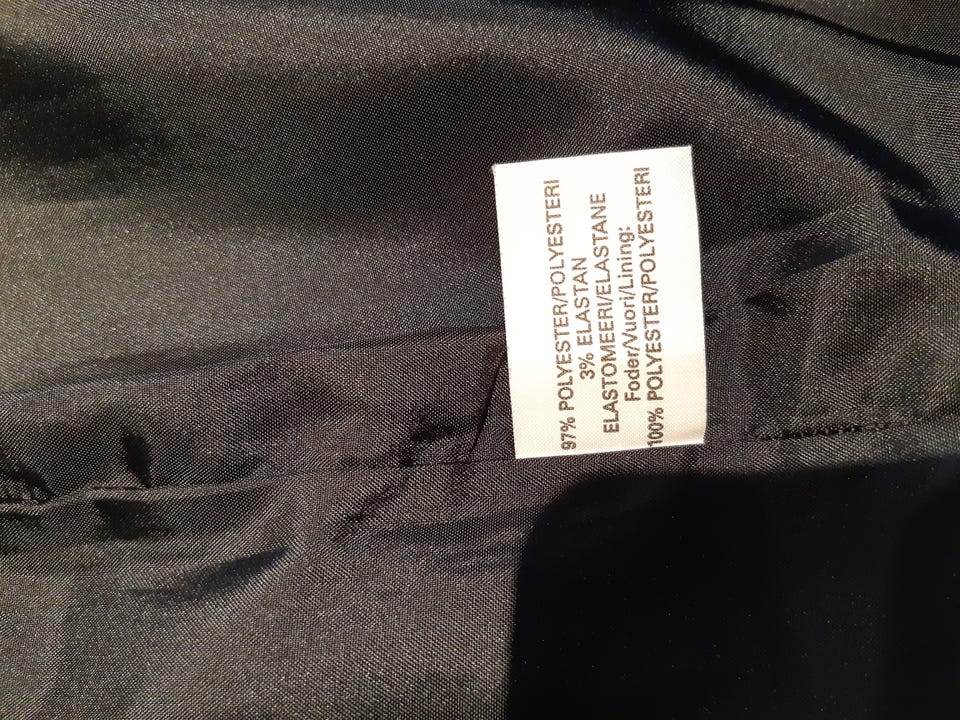 97% POLYESTER/POLYESTERI
3% ELASTAN
ELASTOMEERI/ELASTANE
Foder/Vuori/Lining:
100% POLYESTER/POLYESTERI